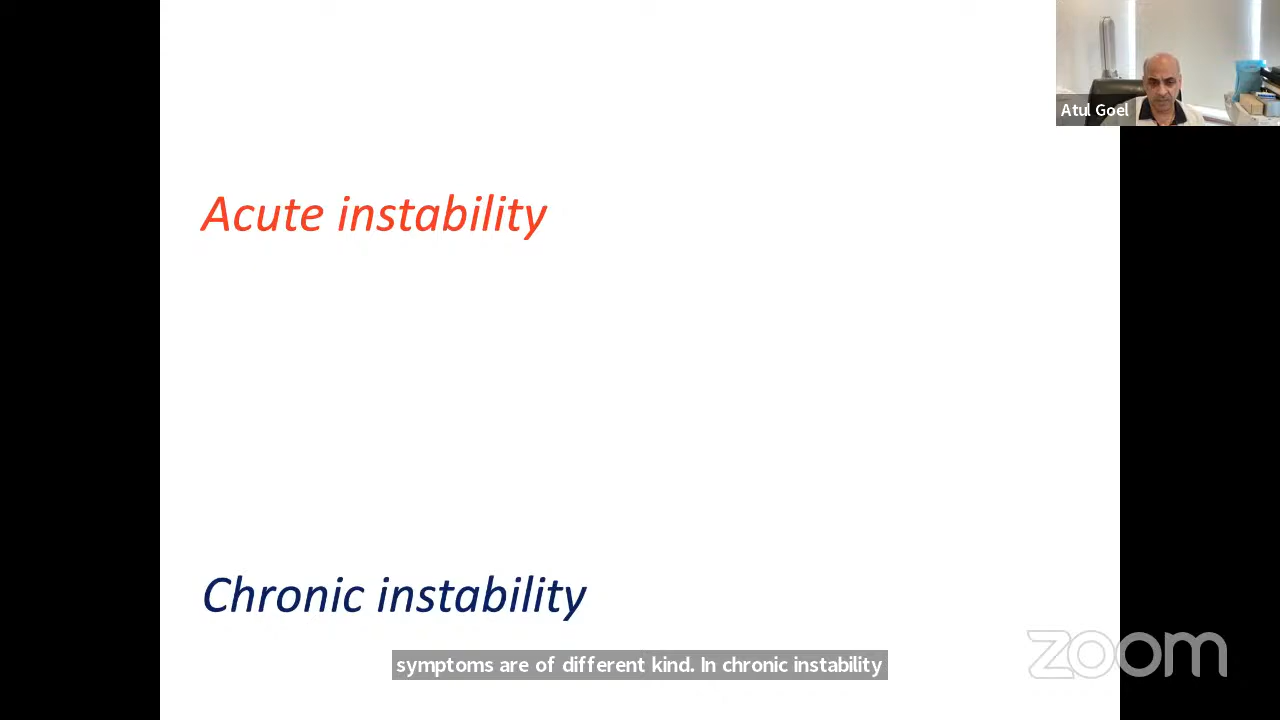 Atul Goel
Acute instability
Chronic instability
symptoms are of different kind. In chronic instability
zoom